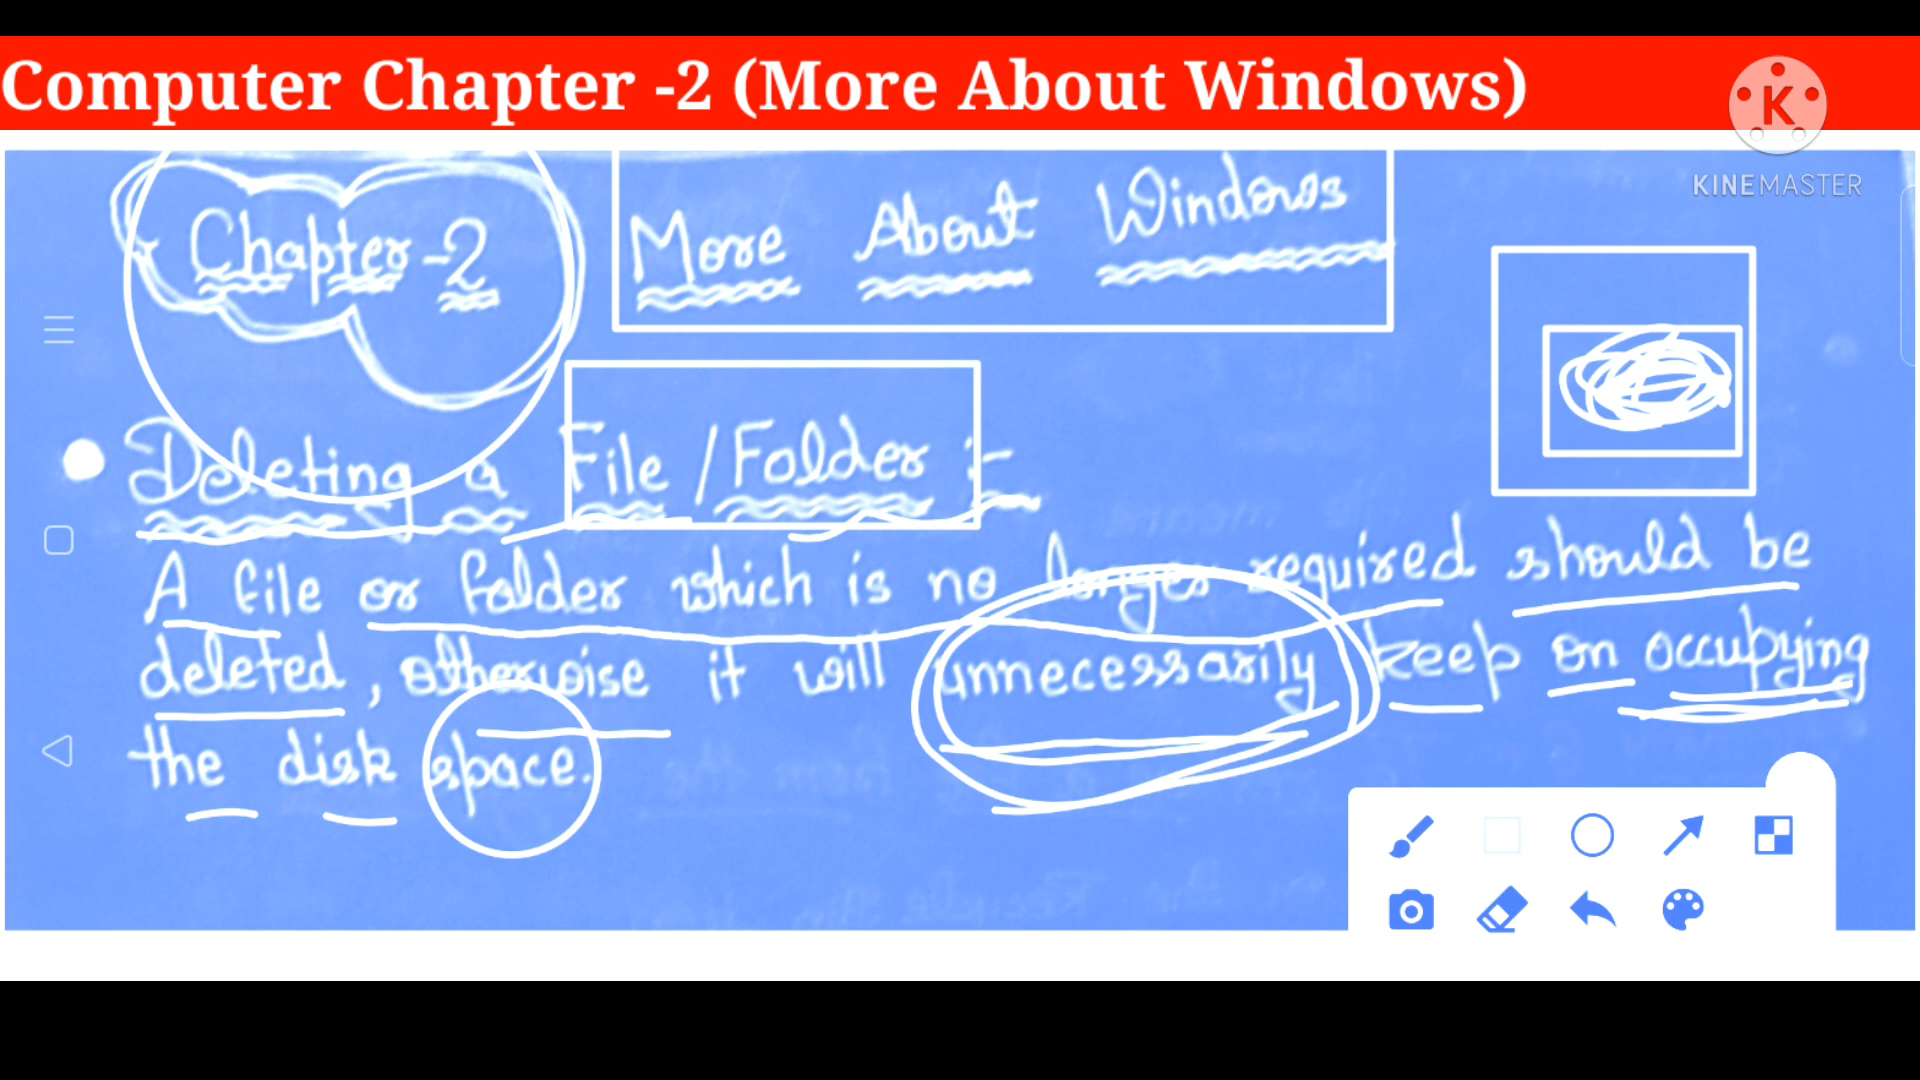 Computer Chapter -2 (More About Windows)
KINEMASTER
Chapter-2 More About Windows
Deleting a File/Folder :-
A file or folder which is no longer required should be
deleted, otherwise it will unnecessarily keep on occupying
the disk space.